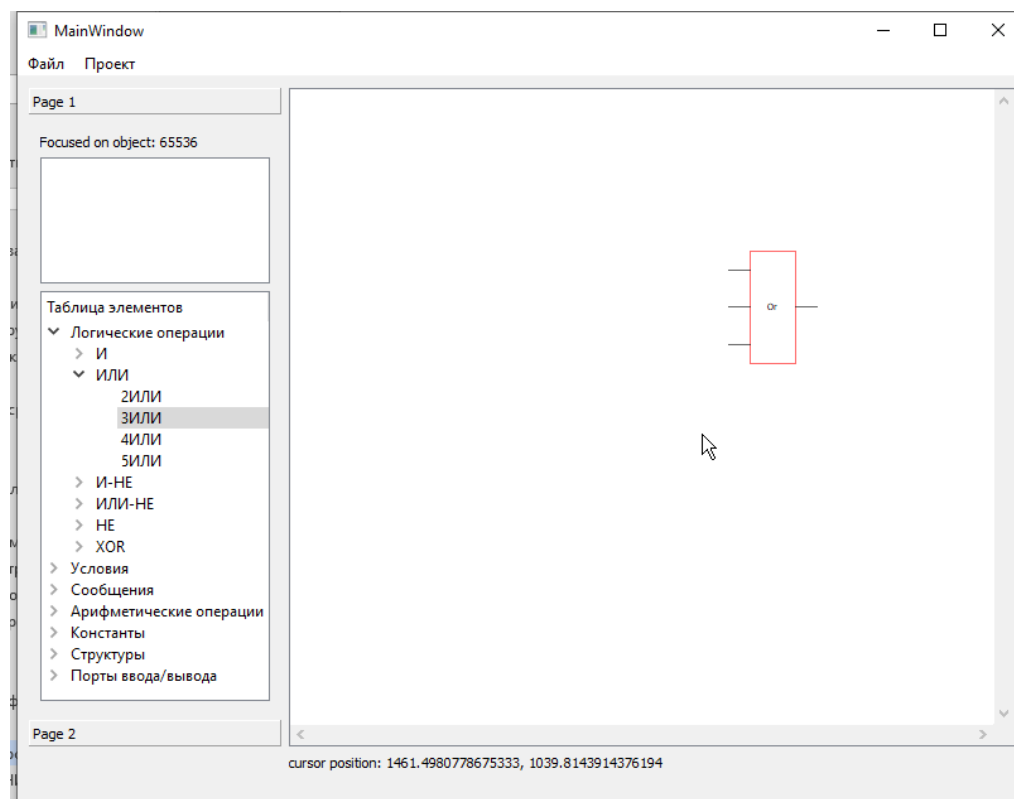 MainWindow
Файл Проект
Page 1
Focused on object: 65536
Таблица элементов
Логические операции
И
ИЛИ
2ИЛИ
3ИЛИ
4ИЛИ
5ИЛИ
И-НЕ
ИЛИ-НЕ
НЕ
XOR
Условия
Сообщения
Арифметические операции
Константы
Структуры
Порты ввода/вывода
Page 2
Or
cursor position: 1461.4980778675333, 1039.8143914376194